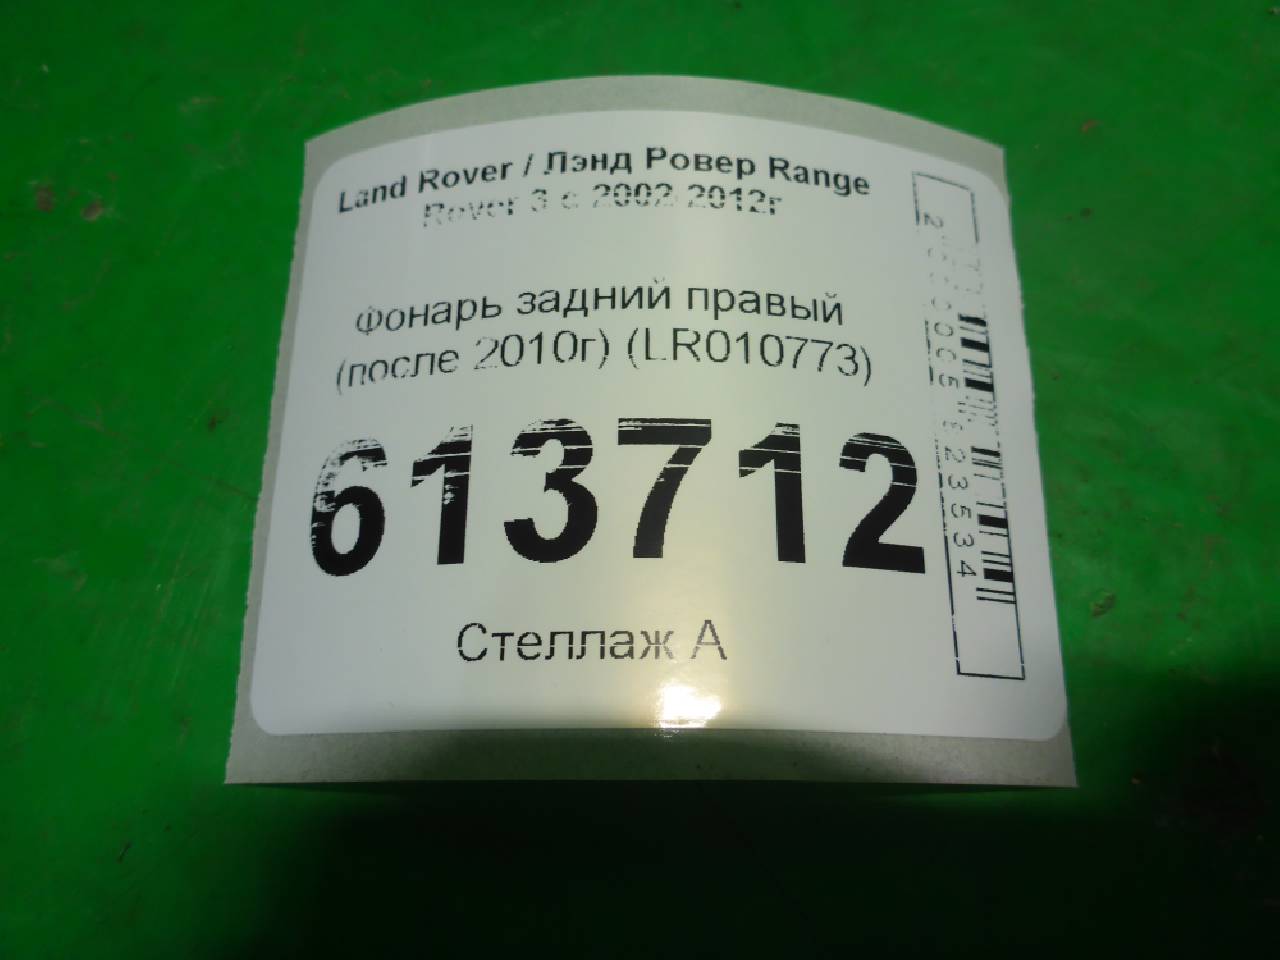 Land Rover / Лэнд Ровер Range
Rover 3 с 2002 2012г
Фонарь задний правый
(после 2010г) (LR010773)
613712
Стеллаж А